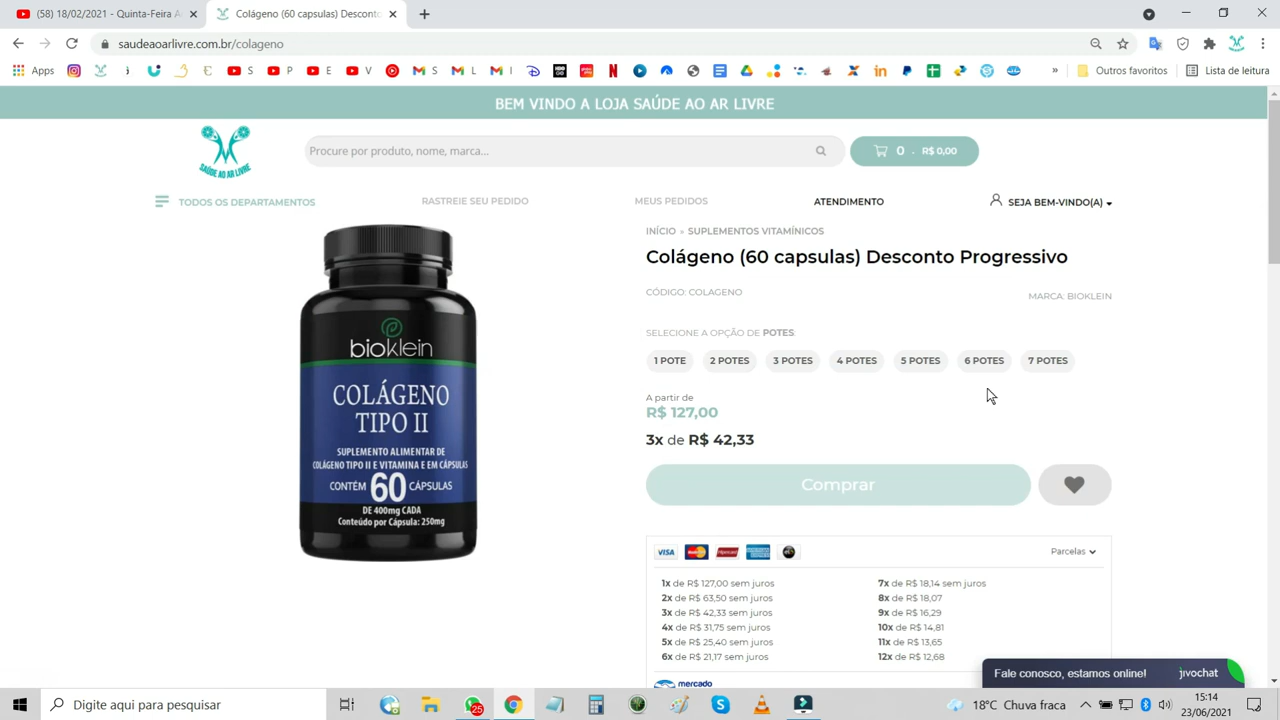 (58) 18/02/2021 - Quinta-Feira A
Colágeno (60 capsulas) Desconto
saudeaoarlivre.com.br/colageno
Apps
S
P
E
V
S
L
I
»
Outros favoritos
Lista de leitura
BEM VINDO A LOJA SAÚDE AO AR LIVRE
SAÚDE AO AR LIVRE
Procure por produto, nome, marca...
0 - R$ 0,00
TODOS OS DEPARTAMENTOS
RASTREIE SEU PEDIDO
MEUS PEDIDOS
ATENDIMENTO
SEJA BEM-VINDO(A)
INÍCIO » SUPLEMENTOS VITAMÍNICOS
Colágeno (60 capsulas) Desconto Progressivo
CÓDIGO: COLAGENO
MARCA: BIOKLEIN
SELECIONE A OPÇÃO DE POTES:
1 POTE 2 POTES 3 POTES 4 POTES 5 POTES 6 POTES 7 POTES
A partir de
R$ 127,00
3x de R$ 42,33
Comprar
bioklein
COLÁGENO
TIPO II
SUPLEMENTO ALIMENTAR DE
COLÁGENO TIPO II E VITAMINA E EM CÁPSULAS
CONTÉM 60 CÁPSULAS
DE 400mg CADA
Conteúdo por Cápsula: 250mg
VISA
Parcelas
1x de R$ 127,00 sem juros
2x de R$ 63,50 sem juros
3x de R$ 42,33 sem juros
4x de R$ 31,75 sem juros
5x de R$ 25,40 sem juros
6x de R$ 21,17 sem juros
7x de R$ 18,14 sem juros
8x de R$ 18,07
9x de R$ 16,29
10x de R$ 14,81
11x de R$ 13,65
12x de R$ 12,68
mercado
Fale conosco, estamos online!
jivochat
Digite aqui para pesquisar
25
18°C Chuva fraca
15:14
23/06/2021